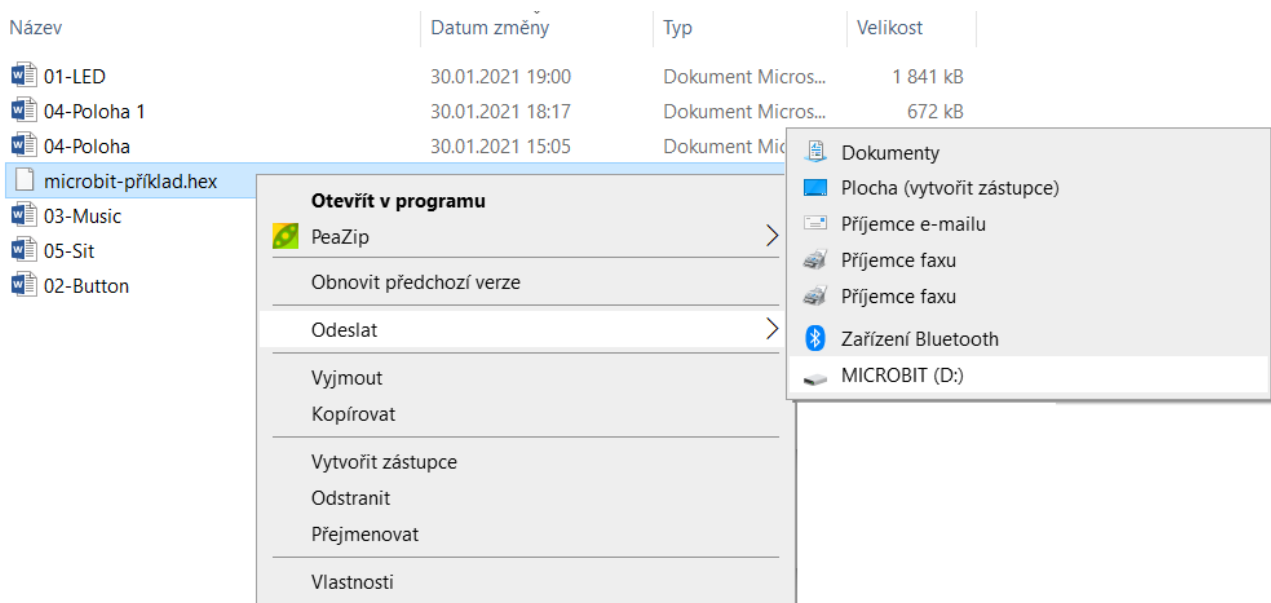 Název Datum změny Typ Velikost
01-LED 30.01.2021 19:00 Dokument Micros... 1 841 kB
04-Poloha 1 30.01.2021 18:17 Dokument Micros... 672 kB
04-Poloha 30.01.2021 15:05 Dokument Mic
microbit-příklad.hex
03-Music
05-Sit
02-Button
Otevřít v programu
PeaZip
Obnovit předchozí verze
Odeslat
Vyjmout
Kopírovat
Vytvořit zástupce
Odstranit
Přejmenovat
Vlastnosti
Dokumenty
Plocha (vytvořit zástupce)
Příjemce e-mailu
Příjemce faxu
Příjemce faxu
Zařízení Bluetooth
MICROBIT (D:)